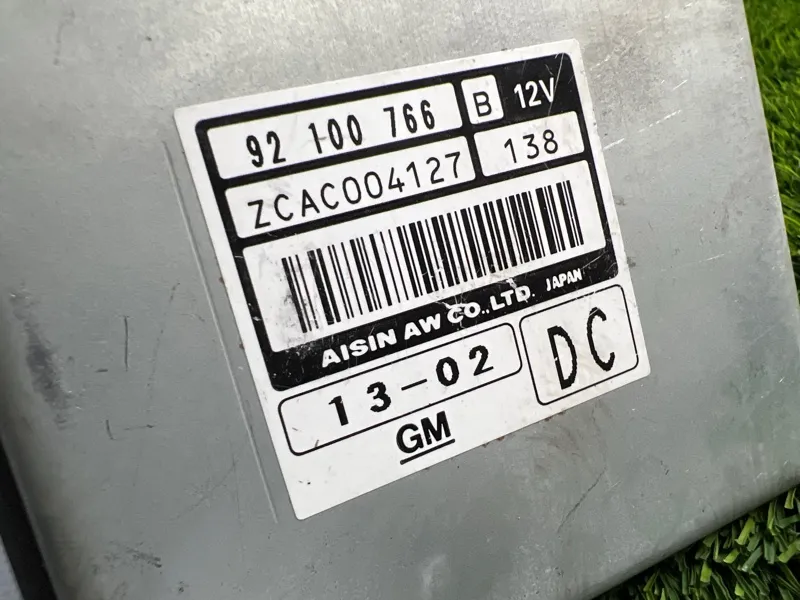 92 100 766 B 12V
ZCAC004127 138
AISIN AW CO.,LTD. JAPAN
13-02 DC
GM